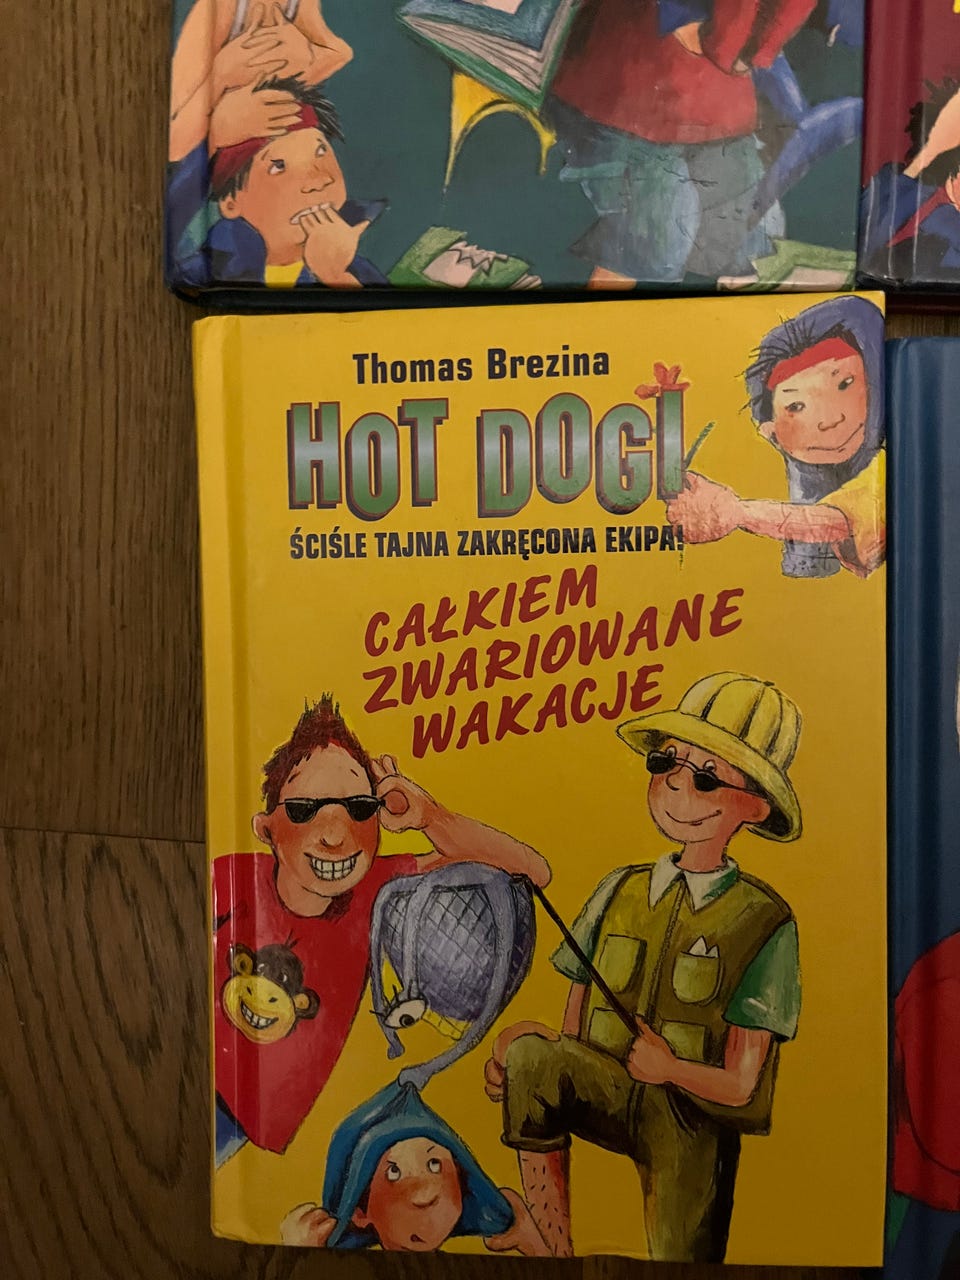 Thomas Brezina
HOT DOGI
ŚCIŚLE TAJNA ZAKRĘCONA EKIPA!
CAŁKIEM
ZWARIOWANE
WAKACJE